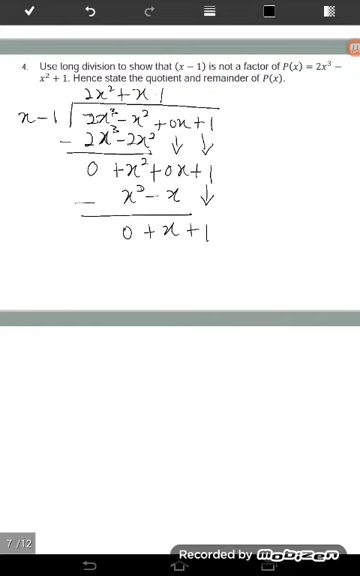 4. Use long division to show that (x − 1) is not a factor of P(x) = 2x³ −
x² + 1. Hence state the quotient and remainder of P(x).
2x² + x 1
x − 1 2x³ − x² + 0x + 1
− 2x³ − 2x² ↓ ↓
0 + x² + 0x + 1
− x² − x ↓
0 + x + 1
7 / 12
Recorded by mobizen